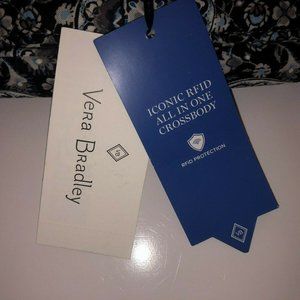 Vera Bradley
ICONIC RFID
ALL IN ONE
CROSSBODY
RFID PROTECTION